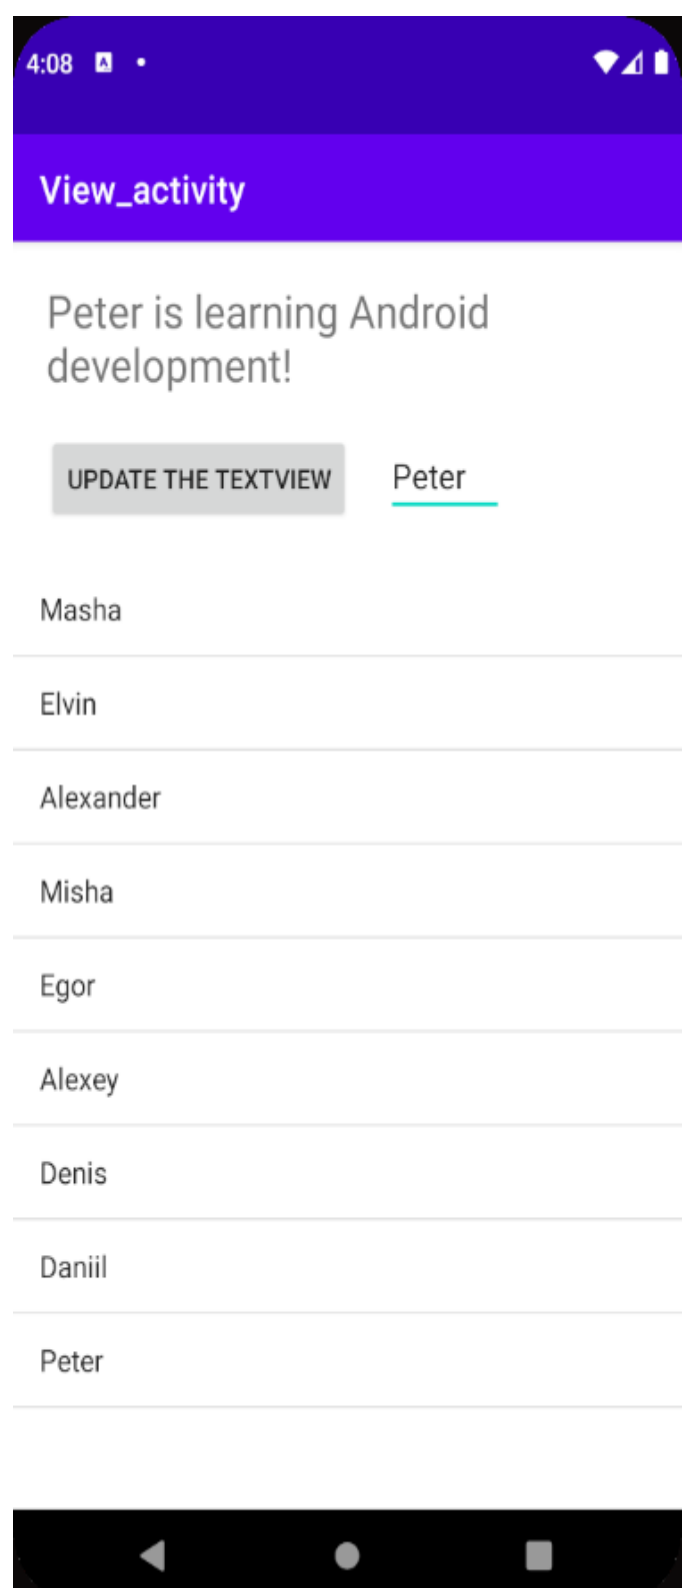 4:08
View_activity
Peter is learning Android
development!
UPDATE THE TEXTVIEW Peter
Masha
Elvin
Alexander
Misha
Egor
Alexey
Denis
Daniil
Peter